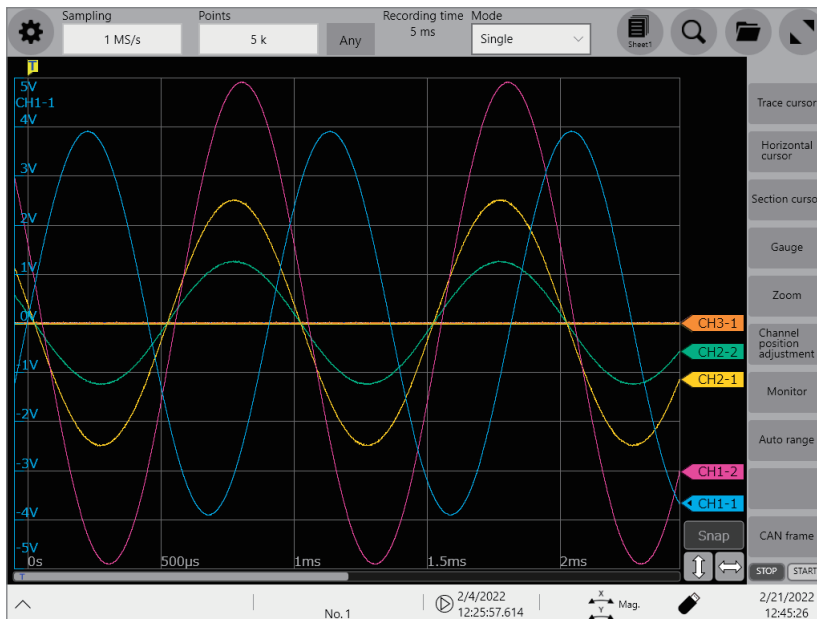 Sampling Points Recording time Mode
1 MS/s 5 k Any 5 ms Single
Sheet1
T
5V
CH1-1
4V
3V
2V
1V
0V
-1V
-2V
-3V
-4V
-5V
0s 500µs 1ms 1.5ms 2ms
T
CH3-1
CH2-2
CH2-1
CH1-2
CH1-1
Snap
Trace cursor
Horizontal
cursor
Section curso
Gauge
Zoom
Channel
position
adjustment
Monitor
Auto range
CAN frame
STOP START
No.1
2/4/2022
12:25:57.614
X
Y
Mag.
2/21/2022
12:45:26